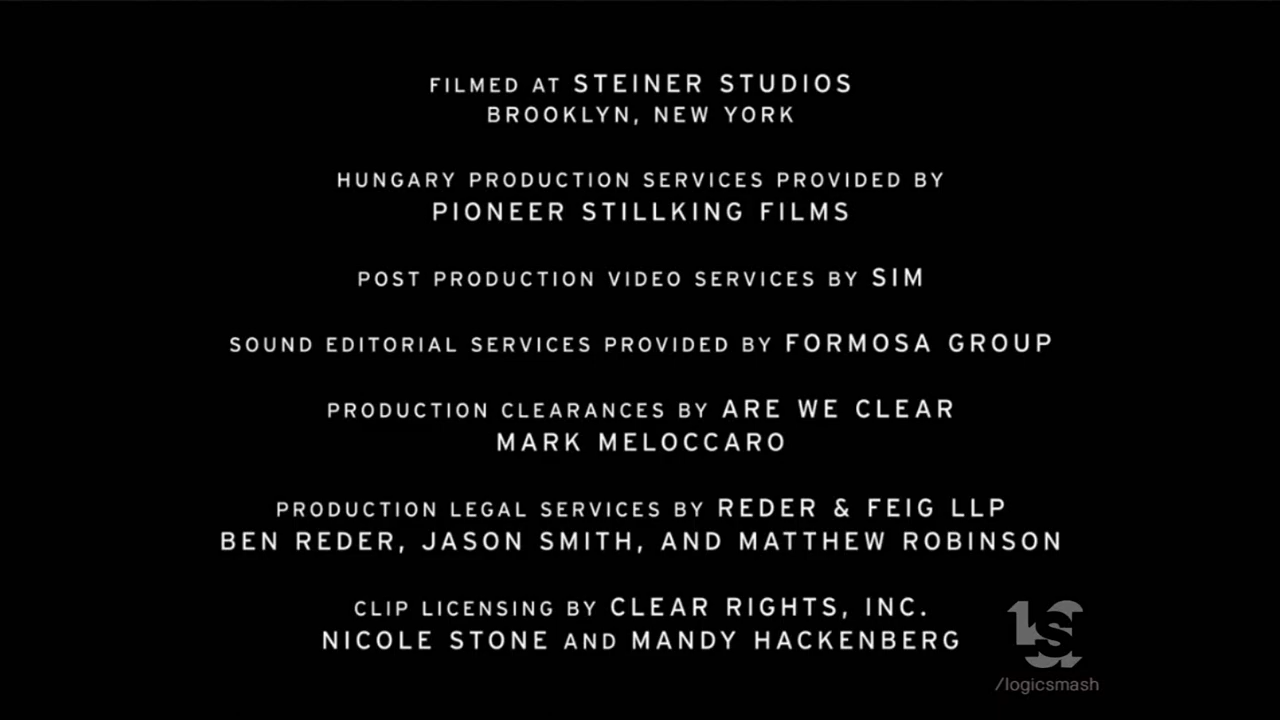 FILMED AT STEINER STUDIOS
BROOKLYN, NEW YORK
HUNGARY PRODUCTION SERVICES PROVIDED BY
PIONEER STILLKING FILMS
POST PRODUCTION VIDEO SERVICES BY SIM
SOUND EDITORIAL SERVICES PROVIDED BY FORMOSA GROUP
PRODUCTION CLEARANCES BY ARE WE CLEAR
MARK MELOCCARO
PRODUCTION LEGAL SERVICES BY REDER & FEIG LLP
BEN REDER, JASON SMITH, AND MATTHEW ROBINSON
CLIP LICENSING BY CLEAR RIGHTS, INC.
NICOLE STONE AND MANDY HACKENBERG
LS
/logicsmash